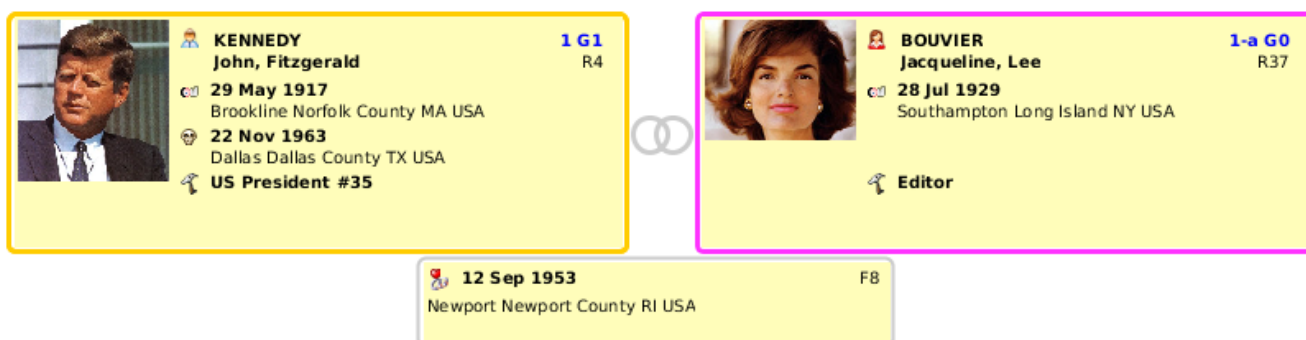 KENNEDY 1 G1
John, Fitzgerald R4
29 May 1917
Brookline Norfolk County MA USA
22 Nov 1963
Dallas Dallas County TX USA
US President #35
BOUVIER 1-a G0
Jacqueline, Lee R37
28 Jul 1929
Southampton Long Island NY USA
Editor
12 Sep 1953 F8
Newport Newport County RI USA